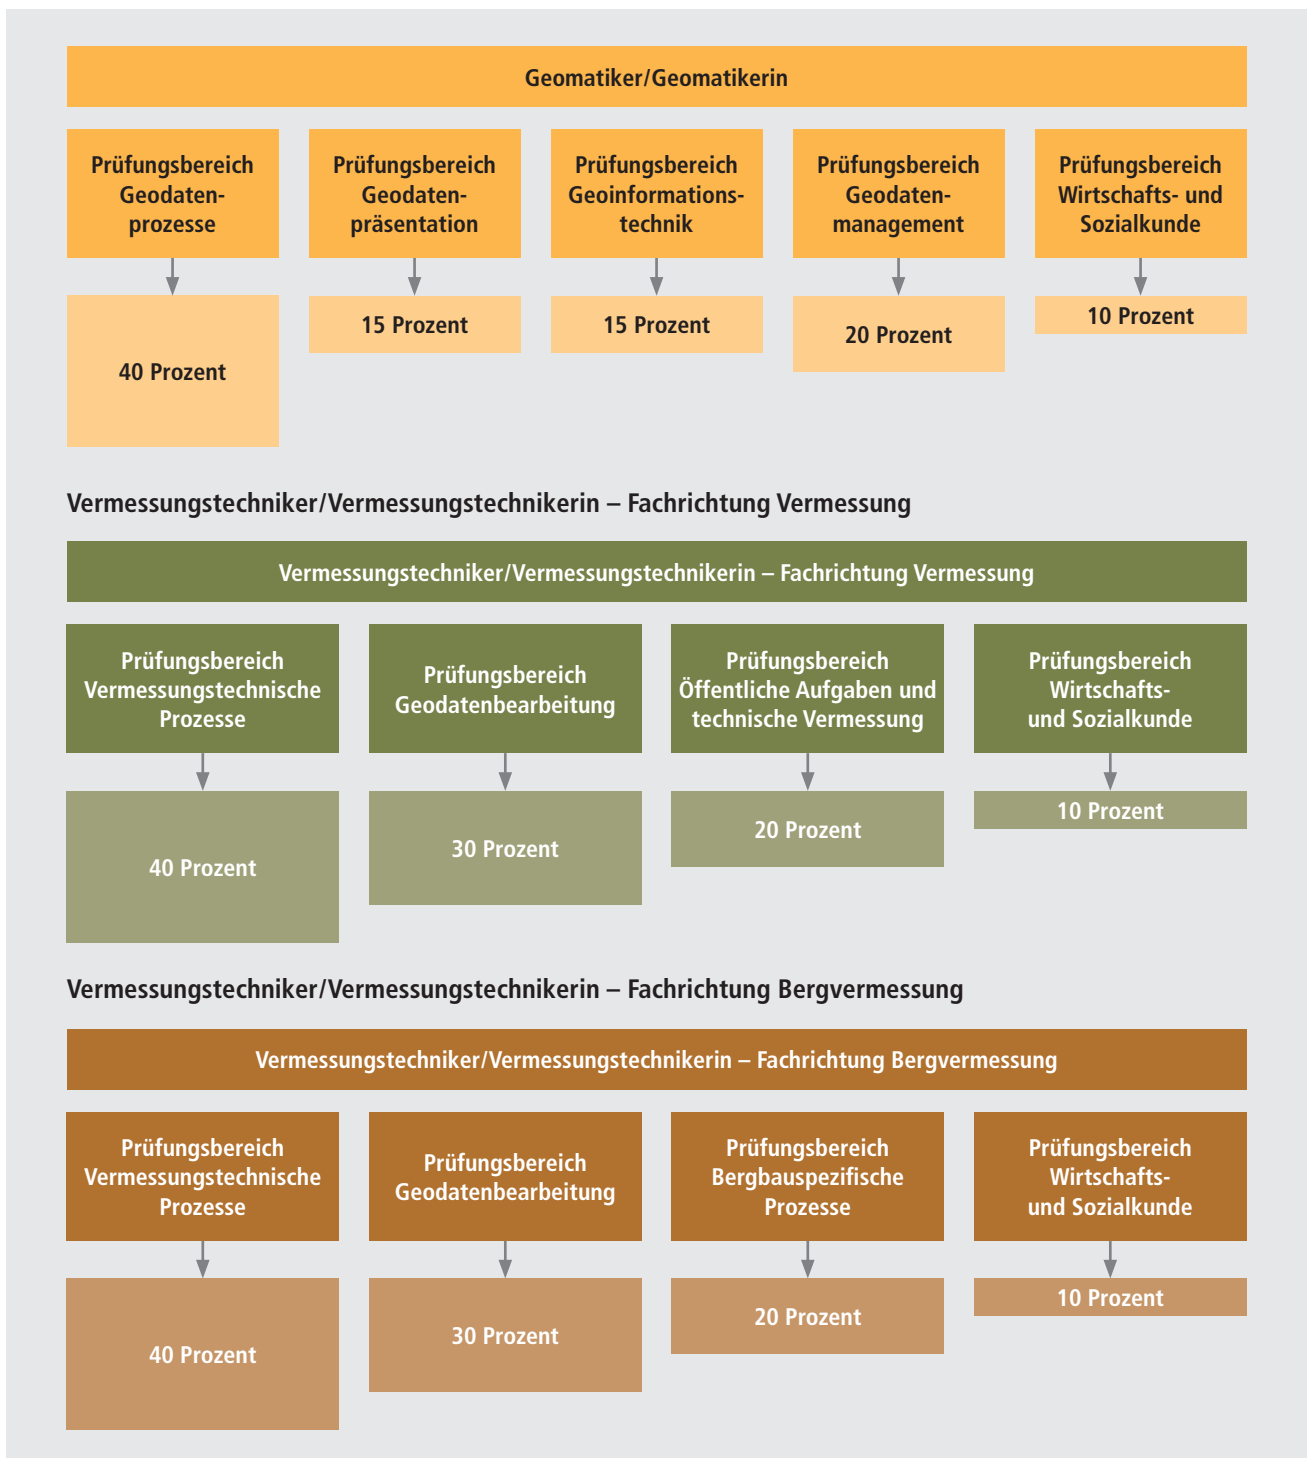 Geomatiker/Geomatikerin
Prüfungsbereich
Geodaten-
prozesse
Prüfungsbereich
Geodaten-
präsentation
Prüfungsbereich
Geoinformations-
technik
Prüfungsbereich
Geodaten-
management
Prüfungsbereich
Wirtschafts- und
Sozialkunde
40 Prozent
15 Prozent
15 Prozent
20 Prozent
10 Prozent
Vermessungstechniker/Vermessungstechnikerin – Fachrichtung Vermessung
Vermessungstechniker/Vermessungstechnikerin – Fachrichtung Vermessung
Prüfungsbereich
Vermessungstechnische
Prozesse
Prüfungsbereich
Geodatenbearbeitung
Prüfungsbereich
Öffentliche Aufgaben und
technische Vermessung
Prüfungsbereich
Wirtschafts-
und Sozialkunde
40 Prozent
30 Prozent
20 Prozent
10 Prozent
Vermessungstechniker/Vermessungstechnikerin – Fachrichtung Bergvermessung
Vermessungstechniker/Vermessungstechnikerin – Fachrichtung Bergvermessung
Prüfungsbereich
Vermessungstechnische
Prozesse
Prüfungsbereich
Geodatenbearbeitung
Prüfungsbereich
Bergbauspezifische
Prozesse
Prüfungsbereich
Wirtschafts-
und Sozialkunde
40 Prozent
30 Prozent
20 Prozent
10 Prozent